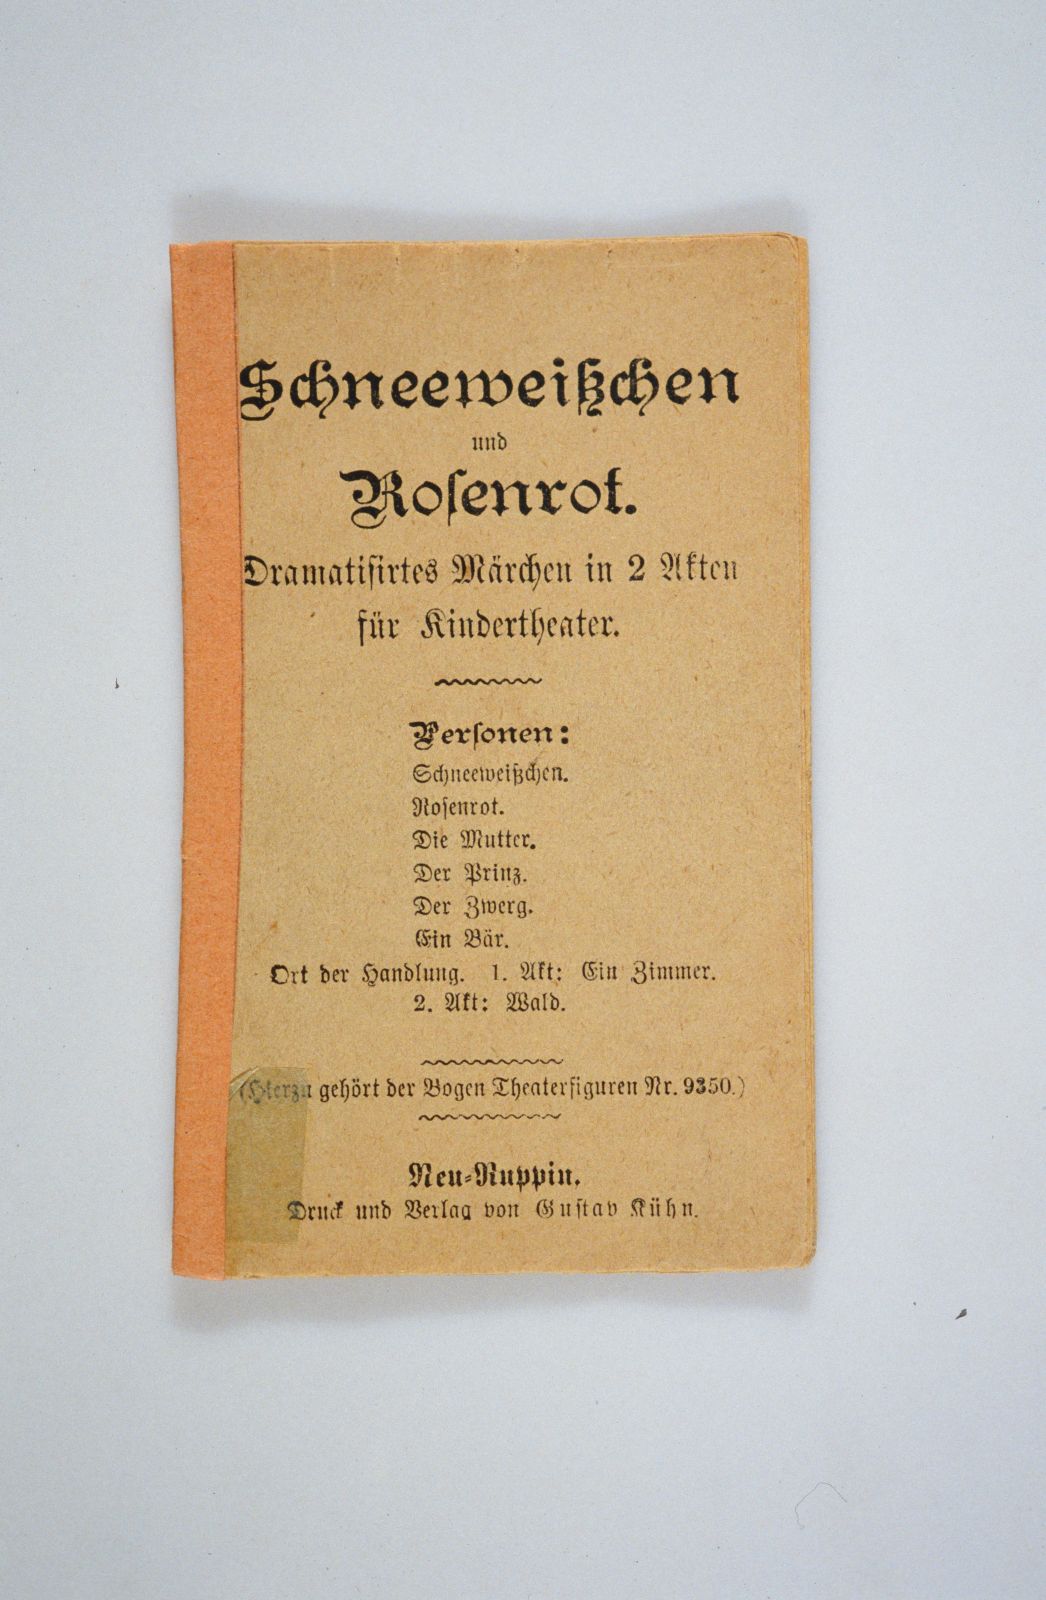 Schneeweißchen
und
Rosenrot.
Dramatisirtes Märchen in 2 Akten
für Kindertheater.
Personen:
Schneeweißchen.
Rosenrot.
Die Mutter.
Der Prinz.
Der Zwerg.
Ein Bär.
Ort der Handlung. 1. Akt: Ein Zimmer.
2. Akt: Wald.
(Hierzu gehört der Bogen Theaterfiguren Nr. 9350.)
Neu-Ruppin.
Druck und Verlag von Gustav Kühn.